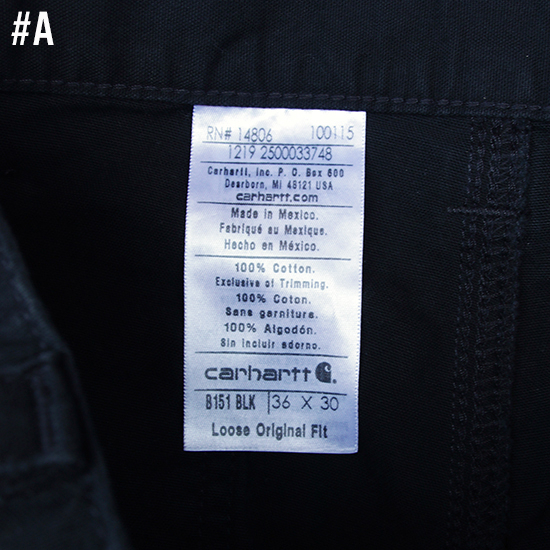 #A
RN# 14806 100115
1219 2500033748
Carhartt, Inc. P. O. Box 600
Dearborn, MI 48121 USA
carhartt.com
Made in Mexico.
Fabriqué au Mexique.
Hecho en México.
100% Cotton.
Exclusive of Trimming.
100% Coton.
Sans garniture.
100% Algodón.
Sin incluir adorno.
carhartt
B151 BLK 36 X 30
Loose Original Fit